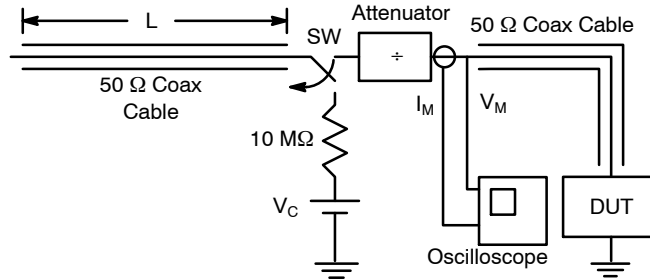 L
SW
Attenuator
50 Ω Coax Cable
÷
50 Ω Coax
Cable
I_M
V_M
10 MΩ
V_C
DUT
Oscilloscope